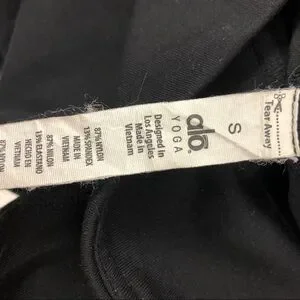 Tear Away
S
alo
YOGA
Designed in
Los Angeles
Made in
Vietnam
87% NYLON
13% SPANDEX
MADE IN
VIETNAM
87% NYLON
13% ELASTANO
HECHO EN
VIETNAM